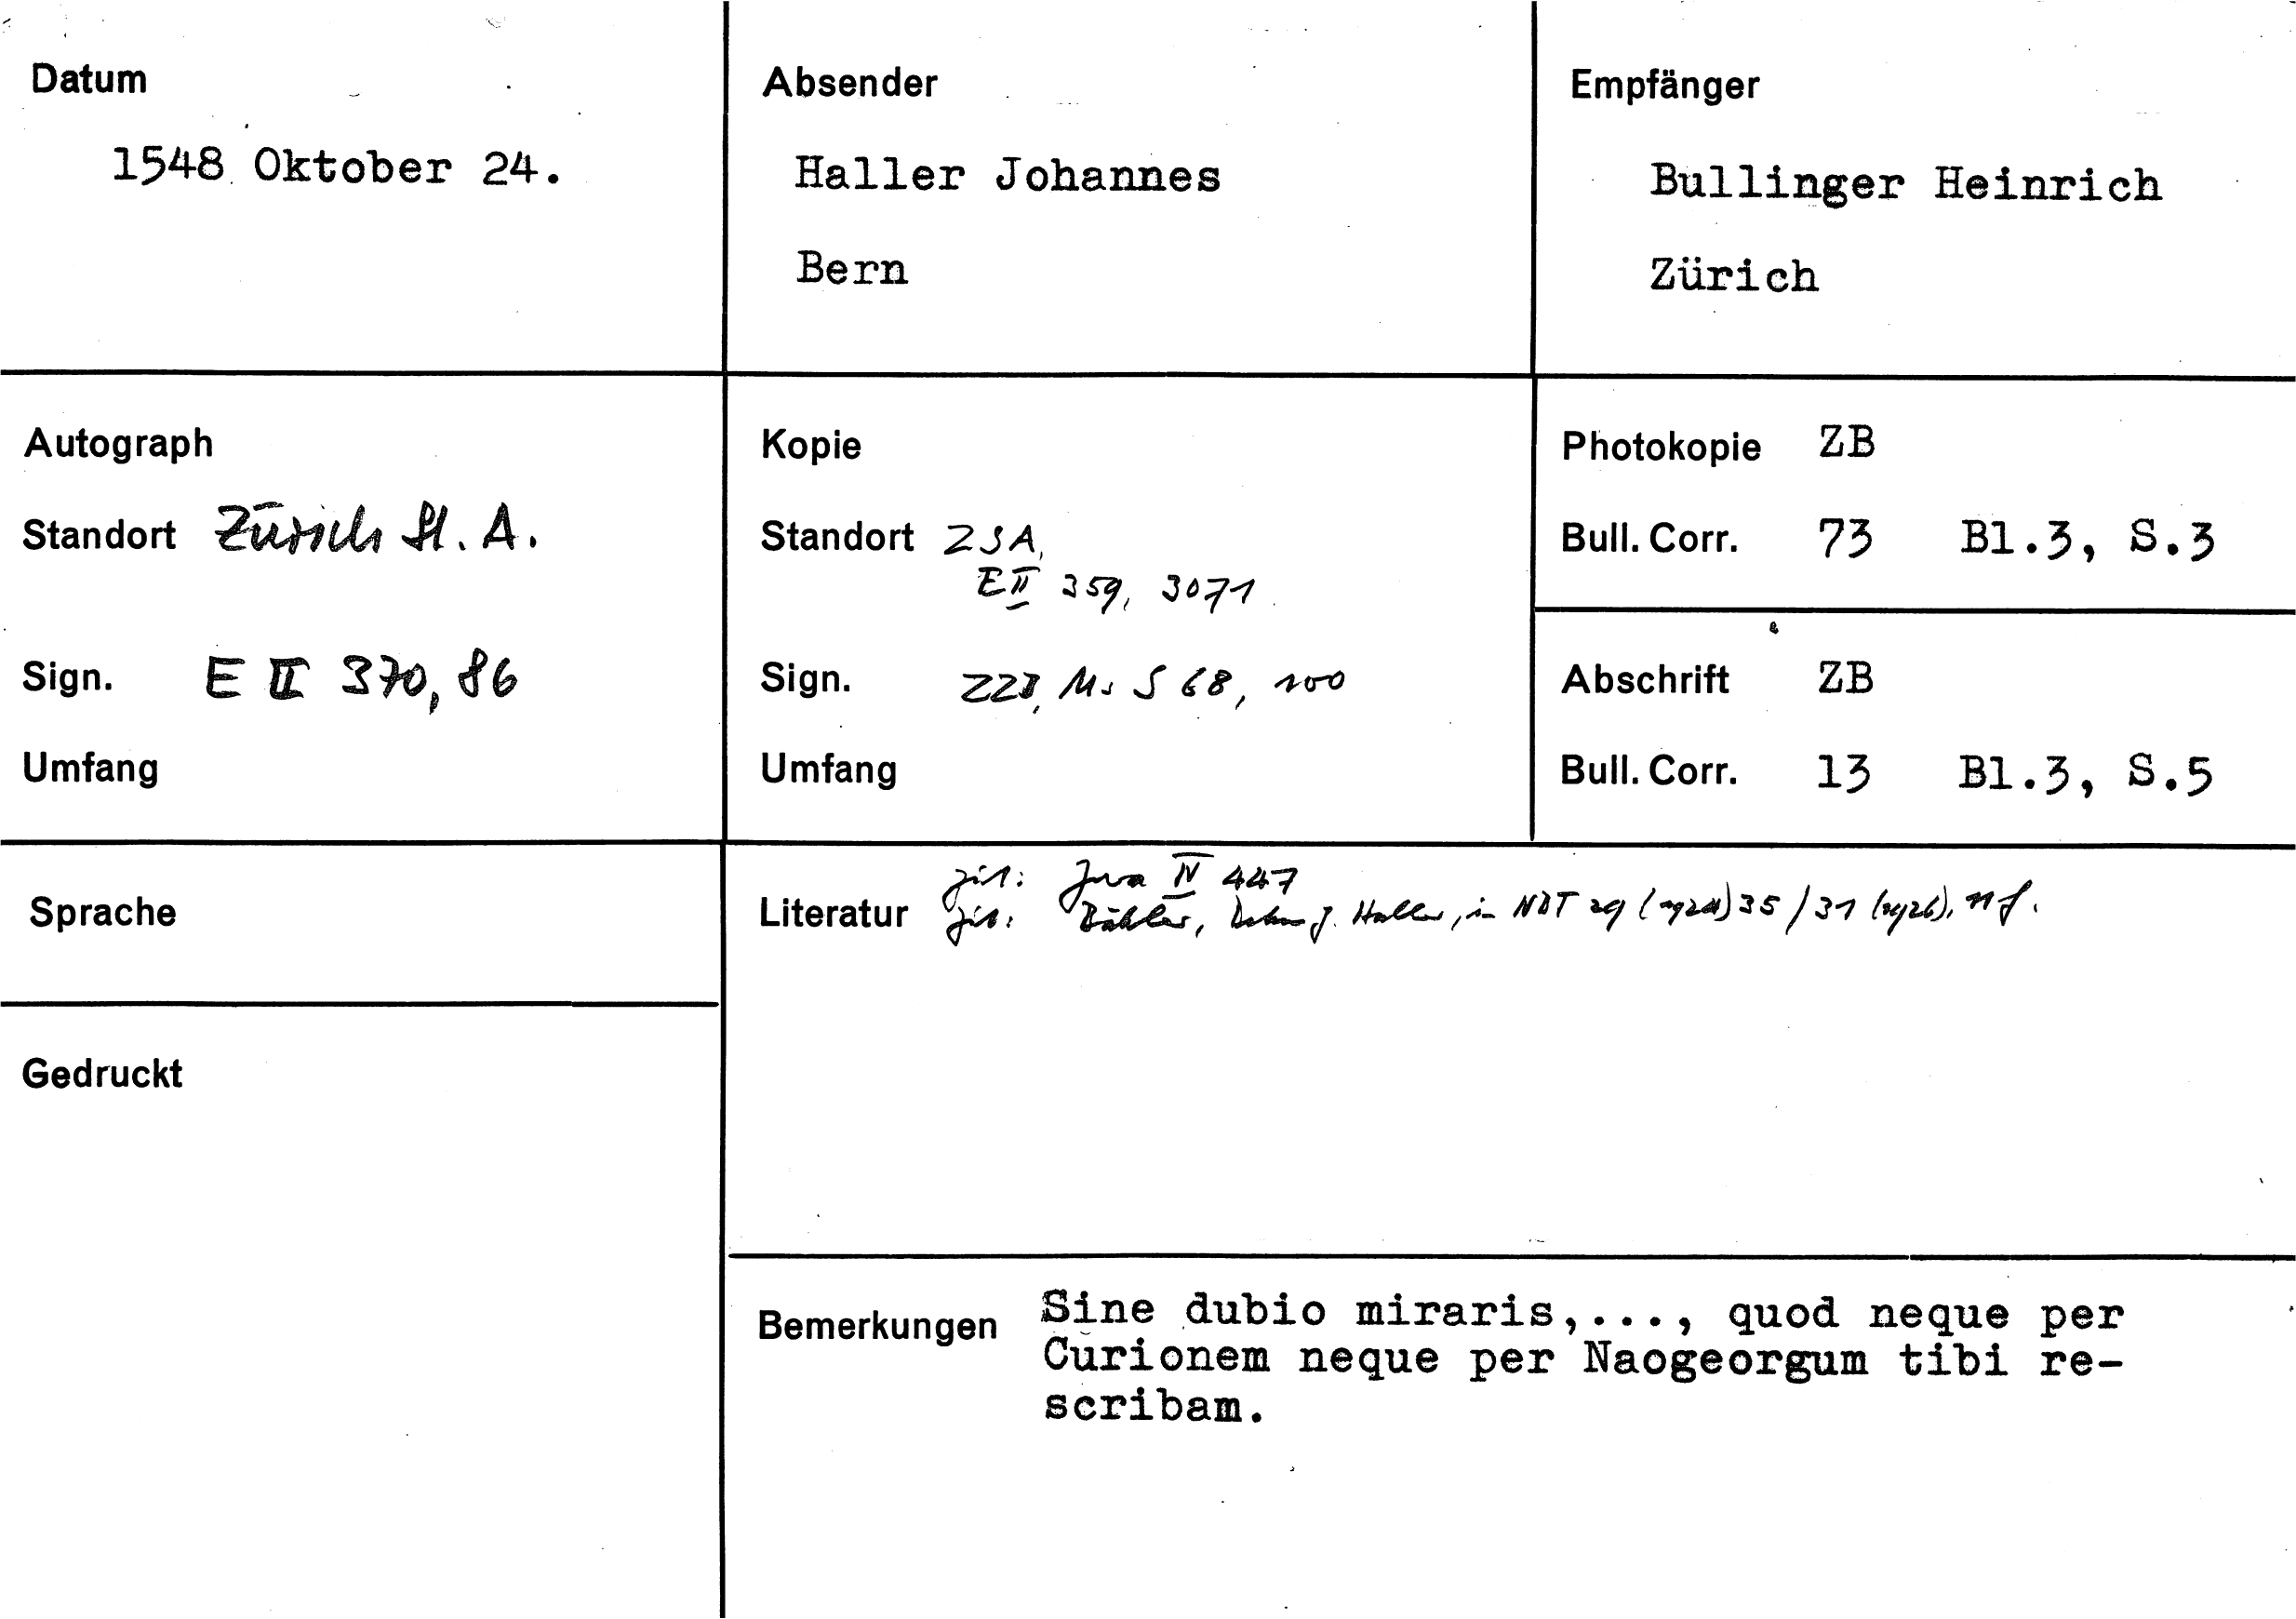 Datum
1548 Oktober 24.
Absender
Haller Johannes
Bern
Empfänger
Bullinger Heinrich
Zürich
Autograph
Standort Zürich St. A.
Sign. E II 370, 86
Umfang
Kopie
Standort ZSA,
E II 359, 3071
Sign. ZZB, Ms S 68, 100
Umfang
Photokopie ZB
Bull. Corr. 73 Bl.3, S.3
Abschrift ZB
Bull. Corr. 13 Bl.3, S.5
Sprache
Gedruckt
zit: IV 447
Literatur zit: Bähler, J. Haller, in NBT 29 35 / 31 (1926), 11 f.
Bemerkungen Sine dubio miraris,..., quod neque per
Curionem neque per Naogeorgum tibi re-
scribam.